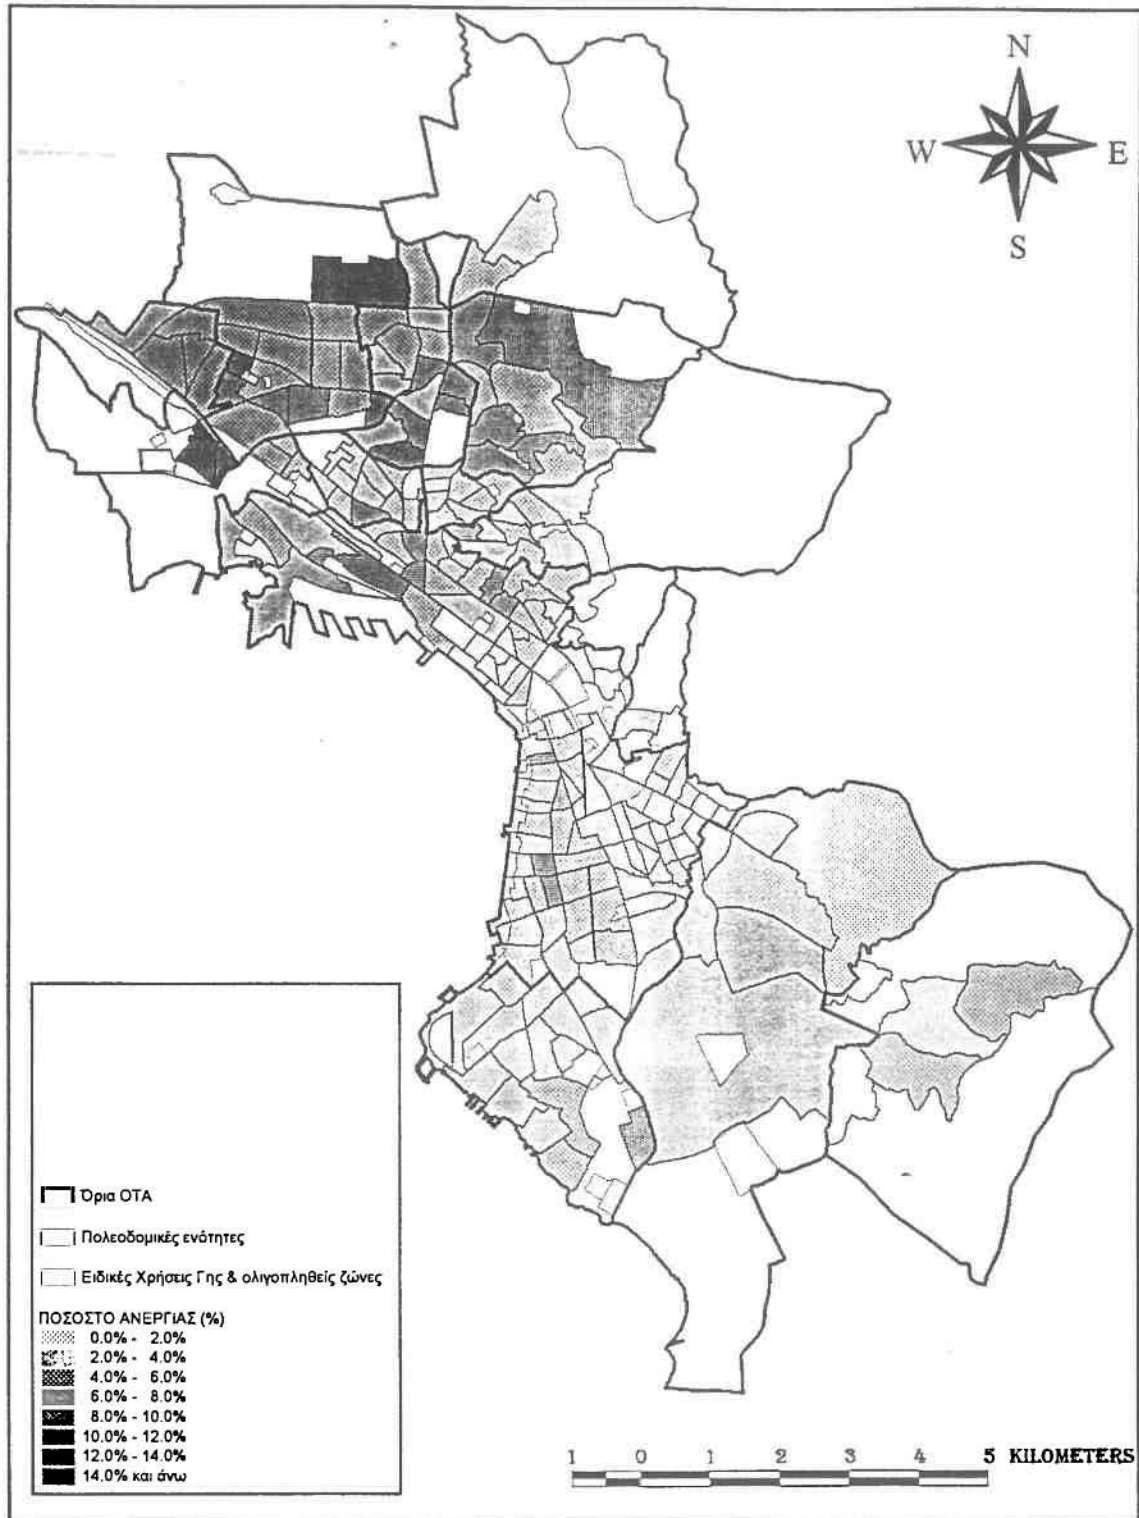 N
W E
S
Όρια ΟΤΑ
Πολεοδομικές ενότητες
Ειδικές Χρήσεις Γης & ολιγοπληθείς ζώνες
ΠΟΣΟΣΤΟ ΑΝΕΡΓΙΑΣ (%)
0.0% - 2.0%
2.0% - 4.0%
4.0% - 6.0%
6.0% - 8.0%
8.0% - 10.0%
10.0% - 12.0%
12.0% - 14.0%
14.0% και άνω
1 0 1 2 3 4 5 KILOMETERS